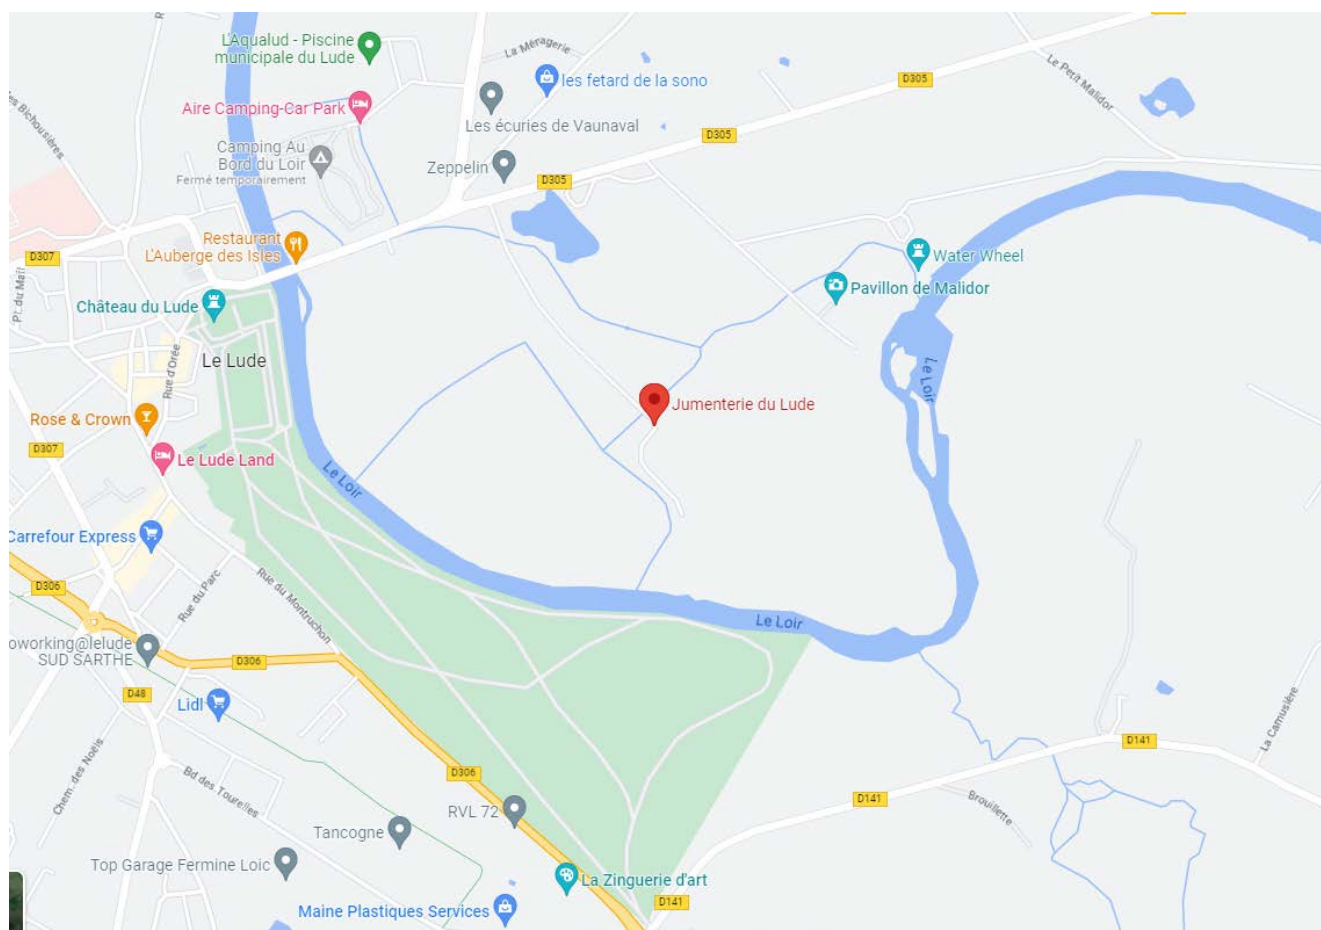 L'Aqualud - Piscine
municipale du Lude
La Méragerie
les fetard de la sono
D305
Le Petit Malidor
Aire Camping-Car Park
Les écuries de Vaunaval
D305
Camping Au
Bord du Loir
Fermé temporairement
Zeppelin
D305
Restaurant
L'Auberge des Isles
D307
Pl. du Mail
Water Wheel
Pavillon de Malidor
Château du Lude
Le Lude
Rue d'Orée
Le Loir
Jumenterie du Lude
Rose & Crown
D307
Le Lude Land
Le Loir
Carrefour Express
Rue du Parc
Rue du Montruchon
D306
Le Loir
oworking@lelude
SUD SARTHE
D306
D48
Lidl
La Camusière
D141
Chem. des Noëls
Bd des Tourelles
D306
RVL 72
D141
Brouillette
Tancogne
Top Garage Fermine Loic
La Zinguerie d'art
D141
Maine Plastiques Services